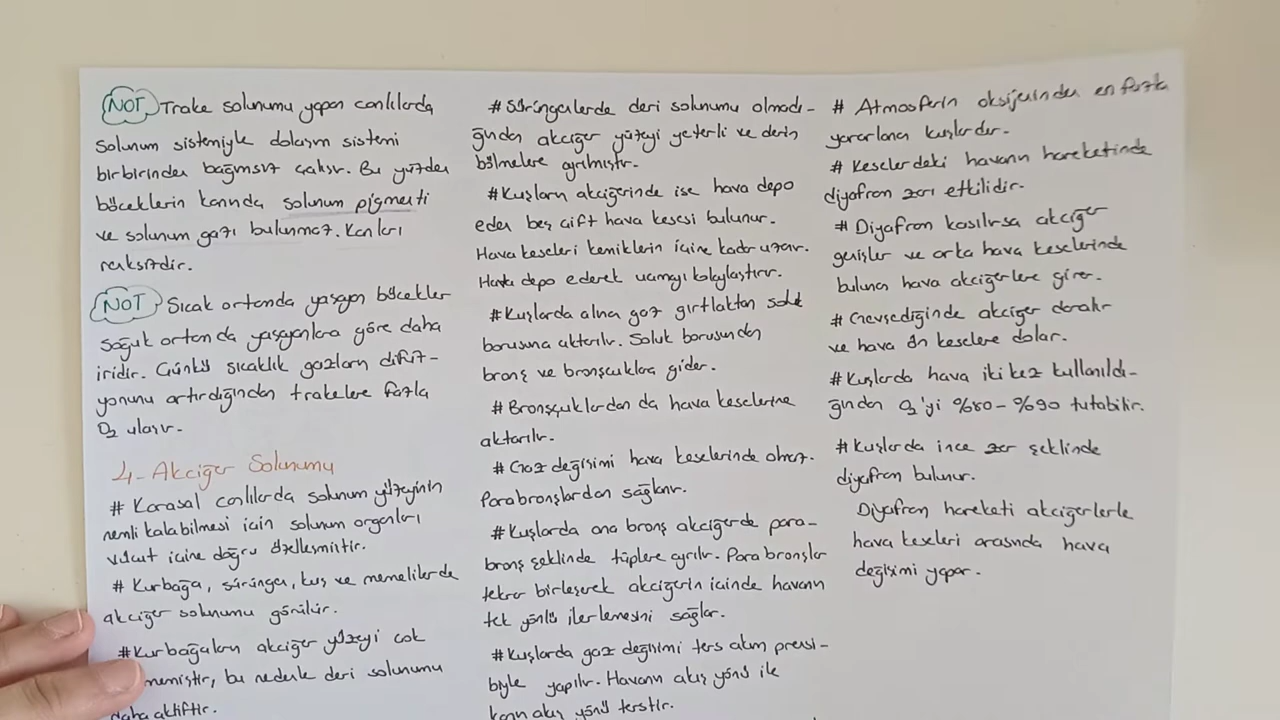 NOT Trake solunumu yapan canlılarda
solunum sistemiyle dolaşım sistemi
birbirinden bağımsız çalışır. Bu yüzden
böceklerin kanında solunum pigmenti
ve solunum gazı bulunmaz. Kanları
renksizdir.
NOT Sıcak ortamda yaşayan böcekler
soğuk ortamda yaşayanlara göre daha
iridir. Çünkü sıcaklık gazların difüz-
yonunu artırdığından trakelere fazla
O₂ ulaşır.
4- Akciğer Solunumu
# Karasal canlılarda solunum yüzeyinin
nemli kalabilmesi için solunum organları
vücut içine doğru özelleşmiştir.
# Kurbağa, sürüngen, kuş ve memelilerde
akciğer solunumu görülür.
# Kurbağaların akciğer yüzeyi çok
memiştir, bu nedenle deri solunumu
daha aktiftir.
# Sürüngenlerde deri solunumu olmadı-
ğından akciğer yüzeyi yeterli ve derin
bölmelere ayrılmıştır.
# Kuşların akciğerinde ise hava depo
eden beş çift hava kesesi bulunur.
Hava keseleri kemiklerin içine kadar uzanır.
Hava depo ederek uçmayı kolaylaştırır.
# Kuşlarda alınan gaz gırtlaktan soluk
borusuna aktarılır. Soluk borusundan
bronş ve bronşcuklara gider.
# Bronşçuklardan da hava keselerine
aktarılır.
# Gaz değişimi hava keselerinde olmaz.
Parabronşlardan sağlanır.
# Kuşlarda ana bronş akciğerde para-
bronş şeklinde tüplere ayrılır. Parabronşlar
tekrar birleşerek akciğerin içinde havanın
tek yönlü ilerlemesini sağlar.
# Kuşlarda gaz değişimi ters akım prensi-
biyle yapılır. Havanın akış yönü ile
kanın akış yönü terstir.
# Atmosferin oksijeninden en fazla
yararlanan kuşlardır.
# Keselerdeki havanın hareketinde
diyafram zarı etkilidir.
# Diyafram kasılırsa akciğer
genişler ve arka hava keselerinde
bulunan hava akciğerlere girer.
# Gevşediğinde akciğer daralır
ve hava ön keselere dolar.
# Kuşlarda hava iki kez kullanıldı-
ğından O₂'yi %80-%90 tutabilir.
# Kuşlarda ince zar şeklinde
diyafram bulunur.
Diyafram hareketi akciğerlerle
hava keseleri arasında hava
değişimi yapar.